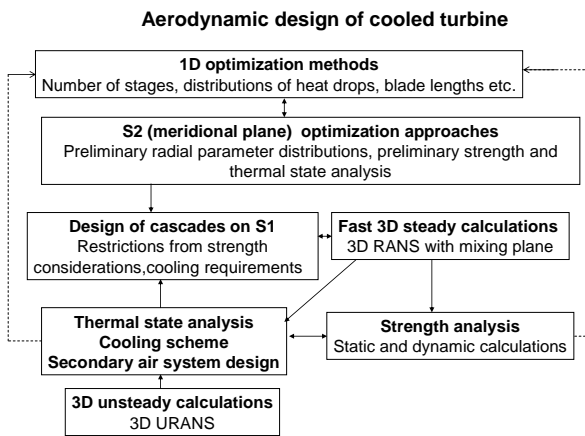 Aerodynamic design of cooled turbine
1D optimization methods
Number of stages, distributions of heat drops, blade lengths etc.
S2 (meridional plane) optimization approaches
Preliminary radial parameter distributions, preliminary strength and
thermal state analysis
Design of cascades on S1
Restrictions from strength
considerations,cooling requirements
Fast 3D steady calculations
3D RANS with mixing plane
Thermal state analysis
Cooling scheme
Secondary air system design
Strength analysis
Static and dynamic calculations
3D unsteady calculations
3D URANS